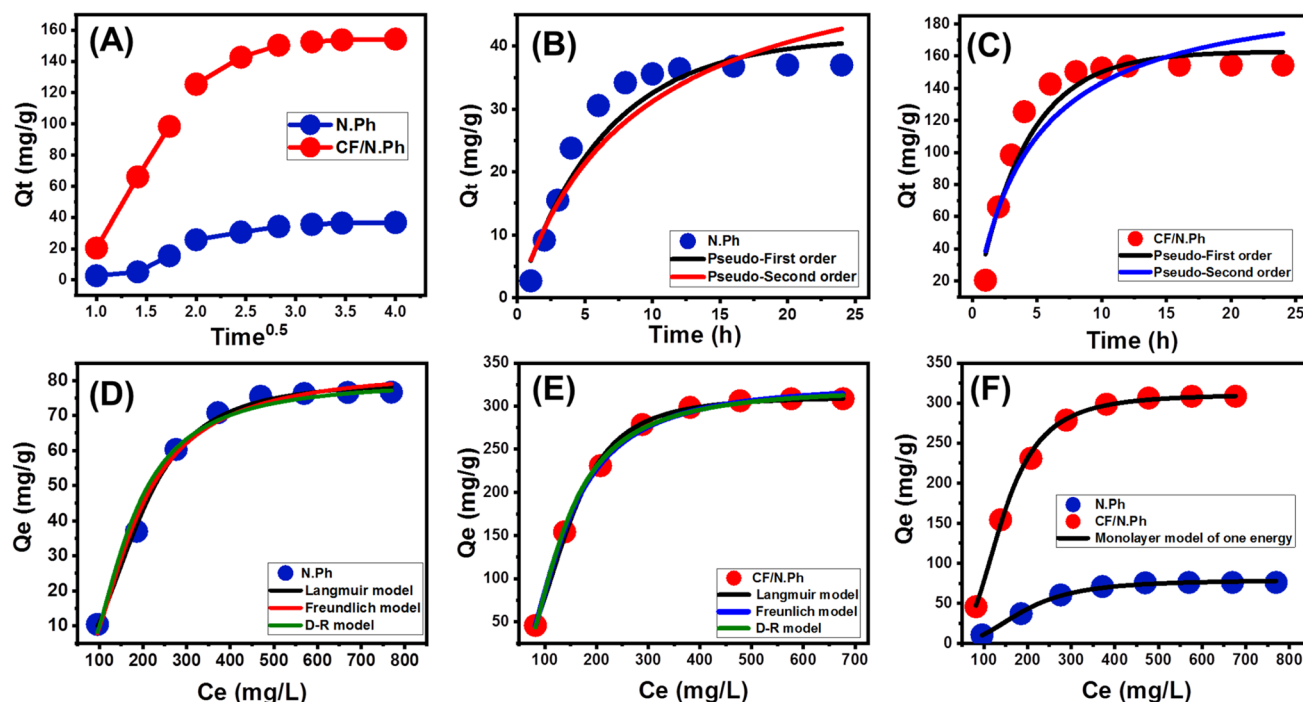 (A)
Qt (mg/g)
160
140
120
100
80
60
40
20
0
N.Ph
CF/N.Ph
1.0 1.5 2.0 2.5 3.0 3.5 4.0
Time0.5
(B)
Qt (mg/g)
40
30
20
10
0
N.Ph
Pseudo-First order
Pseudo-Second order
0 5 10 15 20 25
Time (h)
(C)
Qt (mg/g)
200
180
160
140
120
100
80
60
40
20
CF/N.Ph
Pseudo-First order
Pseudo-Second order
0 5 10 15 20 25
Time (h)
(D)
Qe (mg/g)
80
70
60
50
40
30
20
10
N.Ph
Langmuir model
Freundlich model
D-R model
100 200 300 400 500 600 700 800
Ce (mg/L)
(E)
Qe (mg/g)
350
300
250
200
150
100
50
0
CF/N.Ph
Langmuir model
Freunlich model
D-R model
100 200 300 400 500 600 700
Ce (mg/L)
(F)
Qe (mg/g)
350
300
250
200
150
100
50
0
N.Ph
CF/N.Ph
Monolayer model of one energy
100 200 300 400 500 600 700 800
Ce (mg/L)